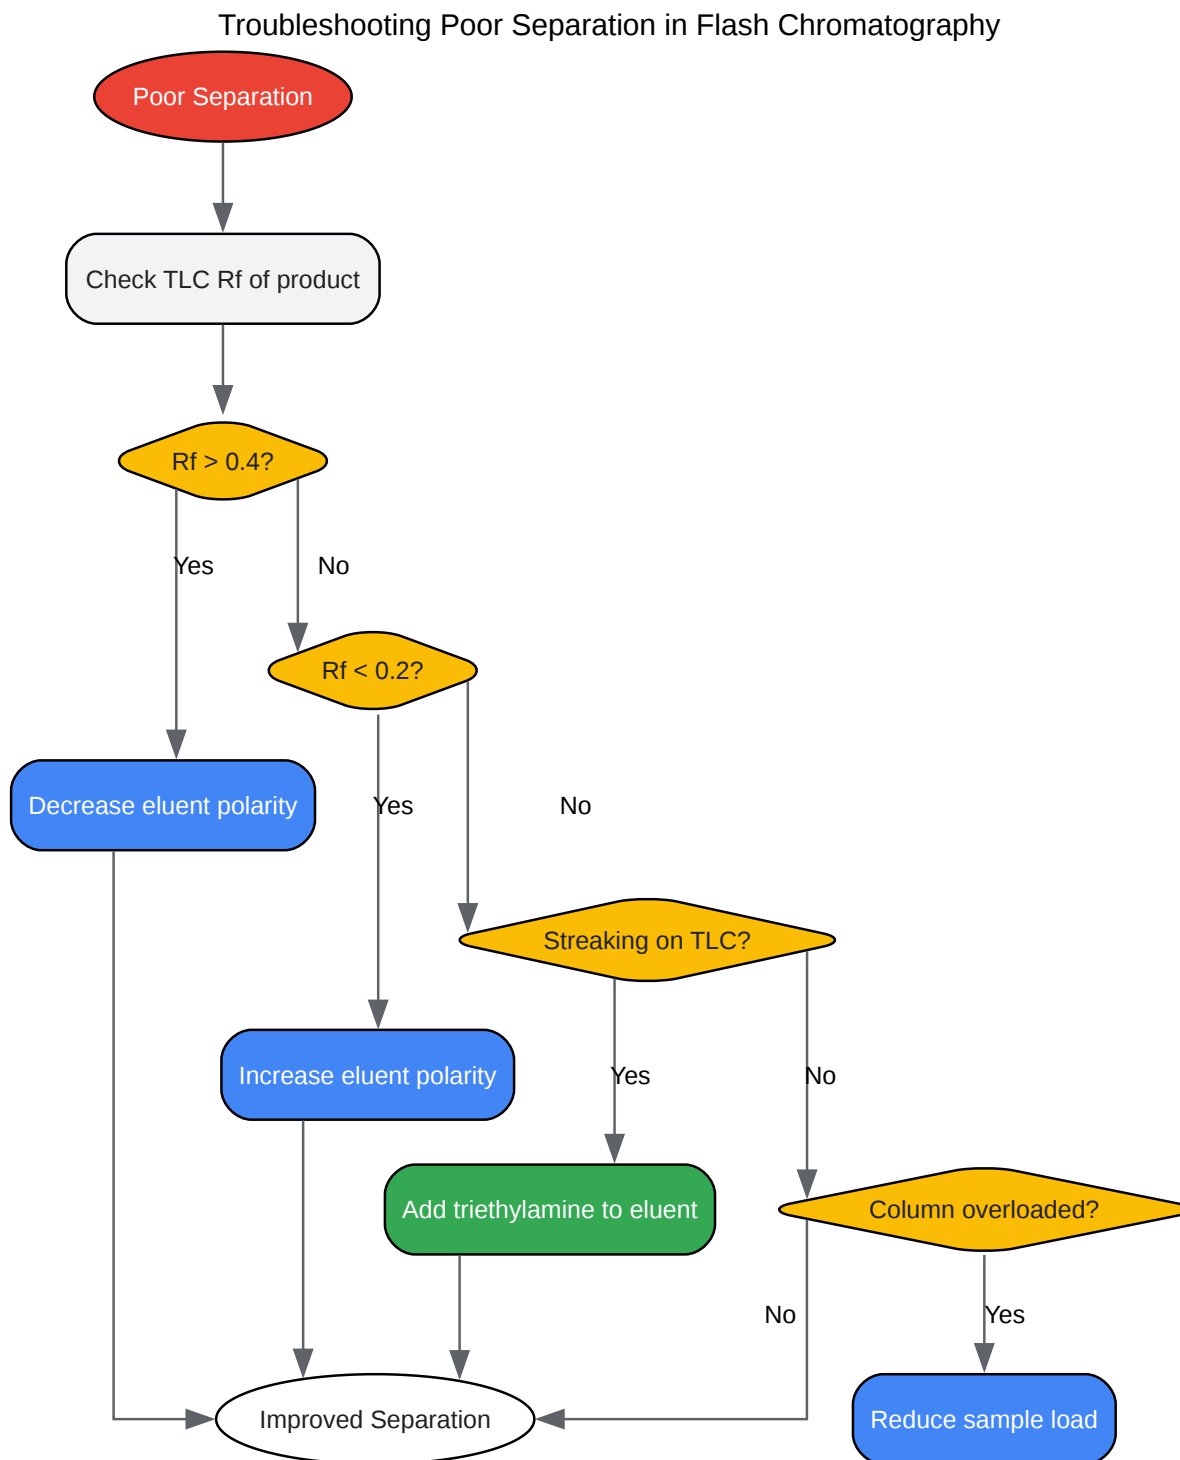 Troubleshooting Poor Separation in Flash Chromatography
Poor Separation
Check TLC Rf of product
Rf > 0.4?
Yes
No
Rf < 0.2?
Decrease eluent polarity
Yes
No
Streaking on TLC?
Increase eluent polarity
Yes
No
Add triethylamine to eluent
Column overloaded?
No
Yes
Improved Separation
Reduce sample load